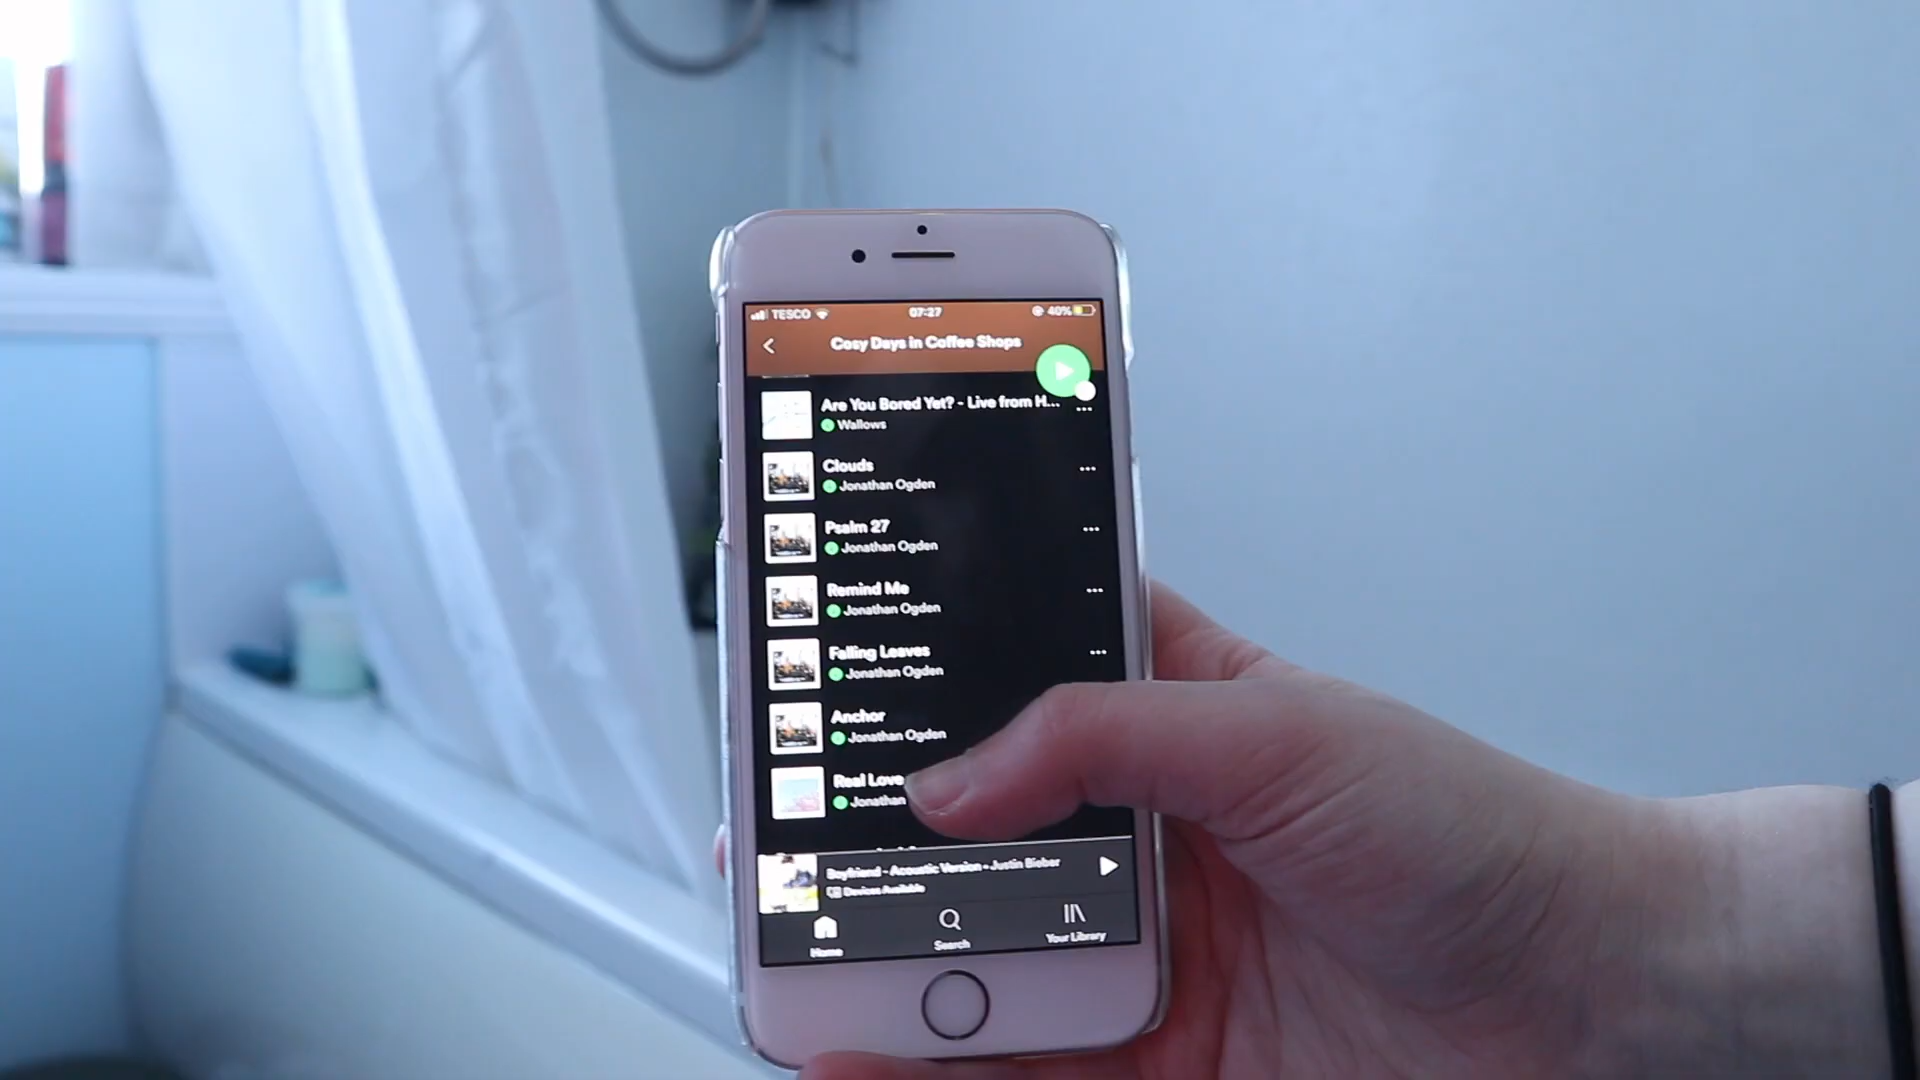 TESCO 07:27 40%
Cosy Days in Coffee Shops
Are You Bored Yet? - Live from H...
Wallows
Clouds
Jonathan Ogden
Psalm 27
Jonathan Ogden
Remind Me
Jonathan Ogden
Falling Leaves
Jonathan Ogden
Anchor
Jonathan Ogden
Real Love
Jonathan
Boyfriend - Acoustic Version • Justin Bieber
Devices Available
Home Search Your Library